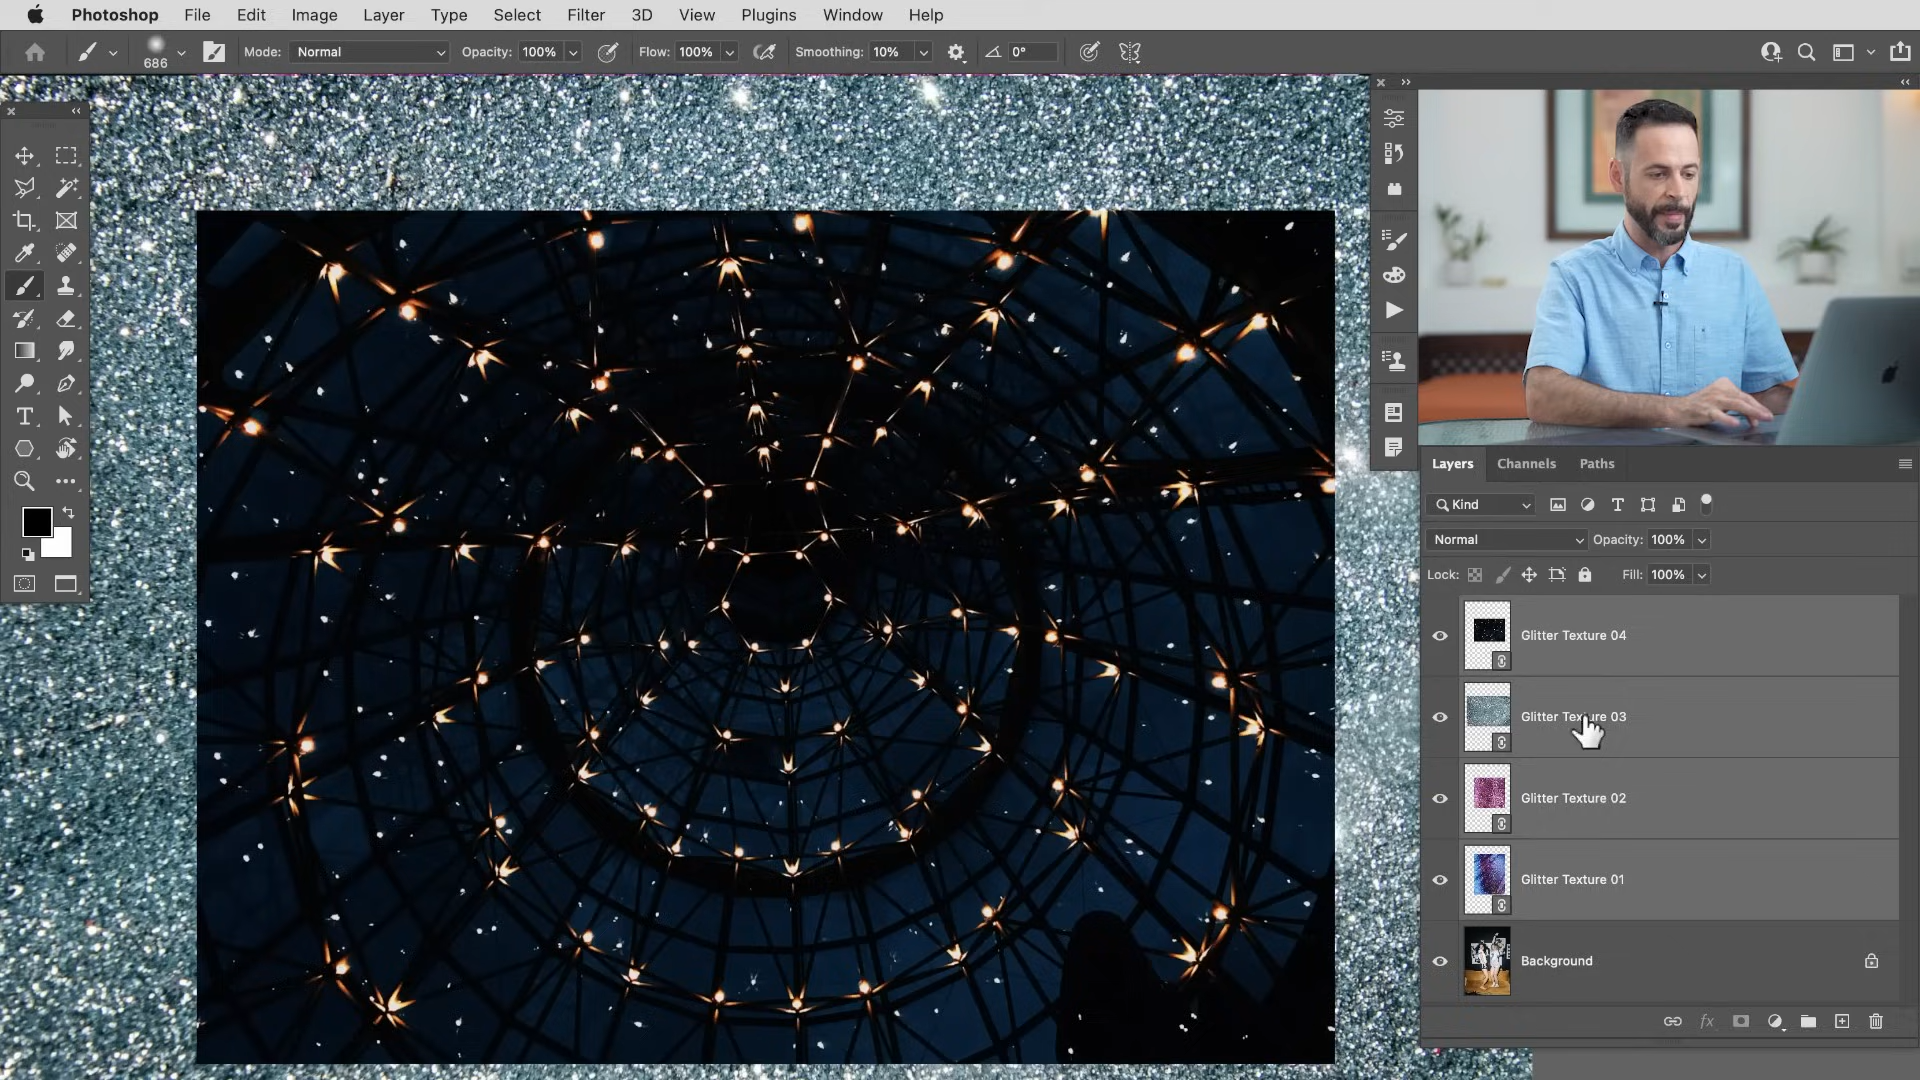 Photoshop File Edit Image Layer Type Select Filter 3D View Plugins Window Help
686 Mode: Normal Opacity: 100% Flow: 100% Smoothing: 10% 0°
Layers Channels Paths
Kind
Normal Opacity: 100%
Lock: Fill: 100%
Glitter Texture 04
Glitter Texture 03
Glitter Texture 02
Glitter Texture 01
Background
fx